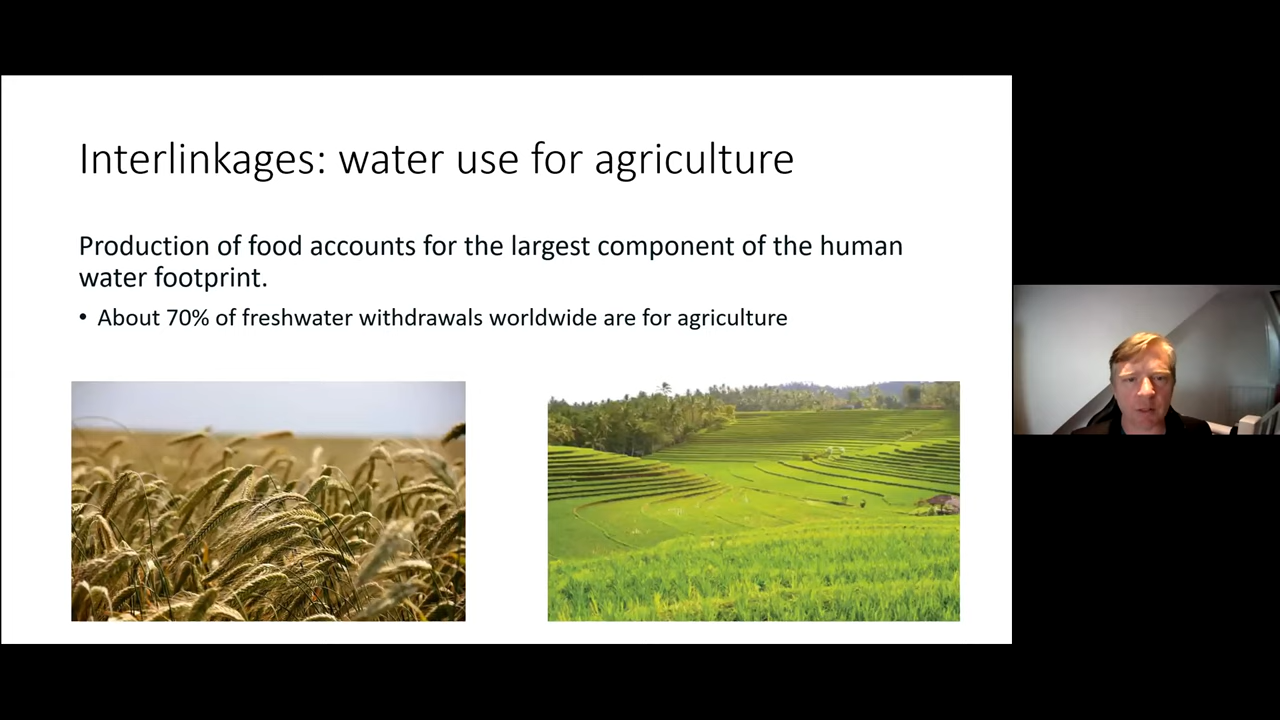 Interlinkages: water use for agriculture
Production of food accounts for the largest component of the human
water footprint.
• About 70% of freshwater withdrawals worldwide are for agriculture